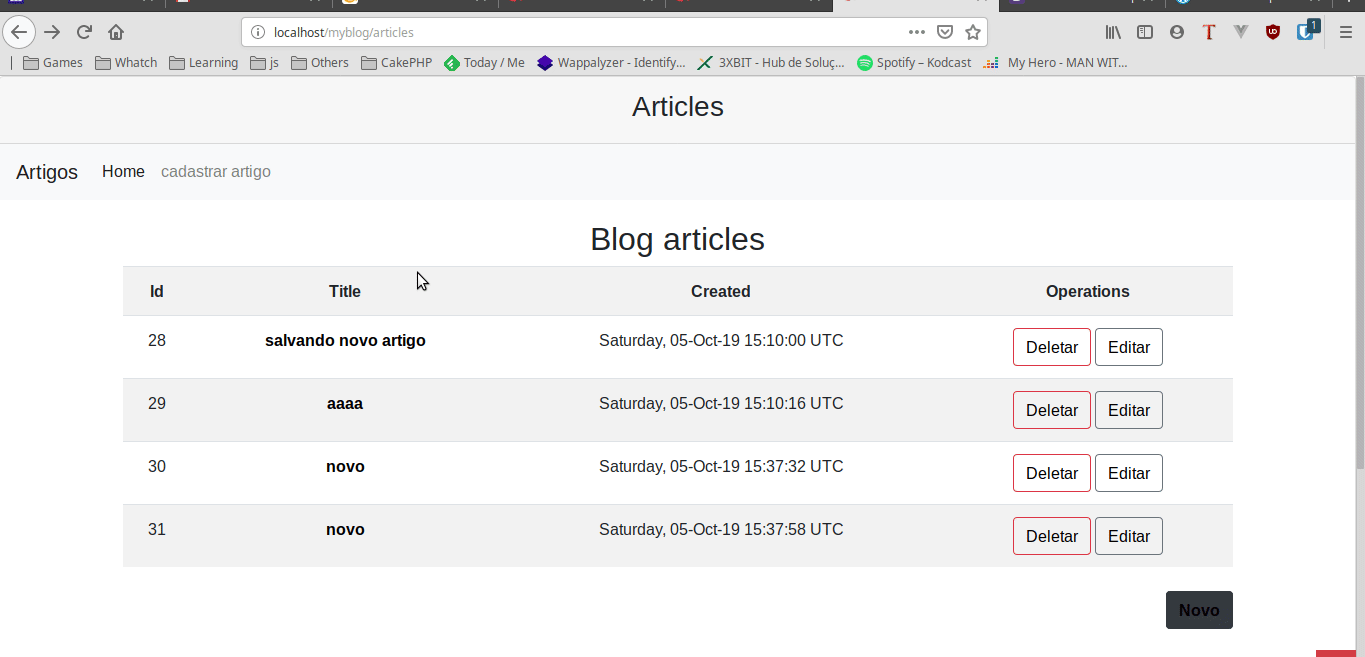 localhost/myblog/articles
1
Games Whatch Learning js Others CakePHP Today / Me Wappalyzer - Identify... 3XBIT - Hub de Soluç... Spotify – Kodcast My Hero - MAN WIT...
Articles
Artigos Home cadastrar artigo
Blog articles
Id Title Created Operations
28 salvando novo artigo Saturday, 05-Oct-19 15:10:00 UTC Deletar Editar
29 aaaa Saturday, 05-Oct-19 15:10:16 UTC Deletar Editar
30 novo Saturday, 05-Oct-19 15:37:32 UTC Deletar Editar
31 novo Saturday, 05-Oct-19 15:37:58 UTC Deletar Editar
Novo